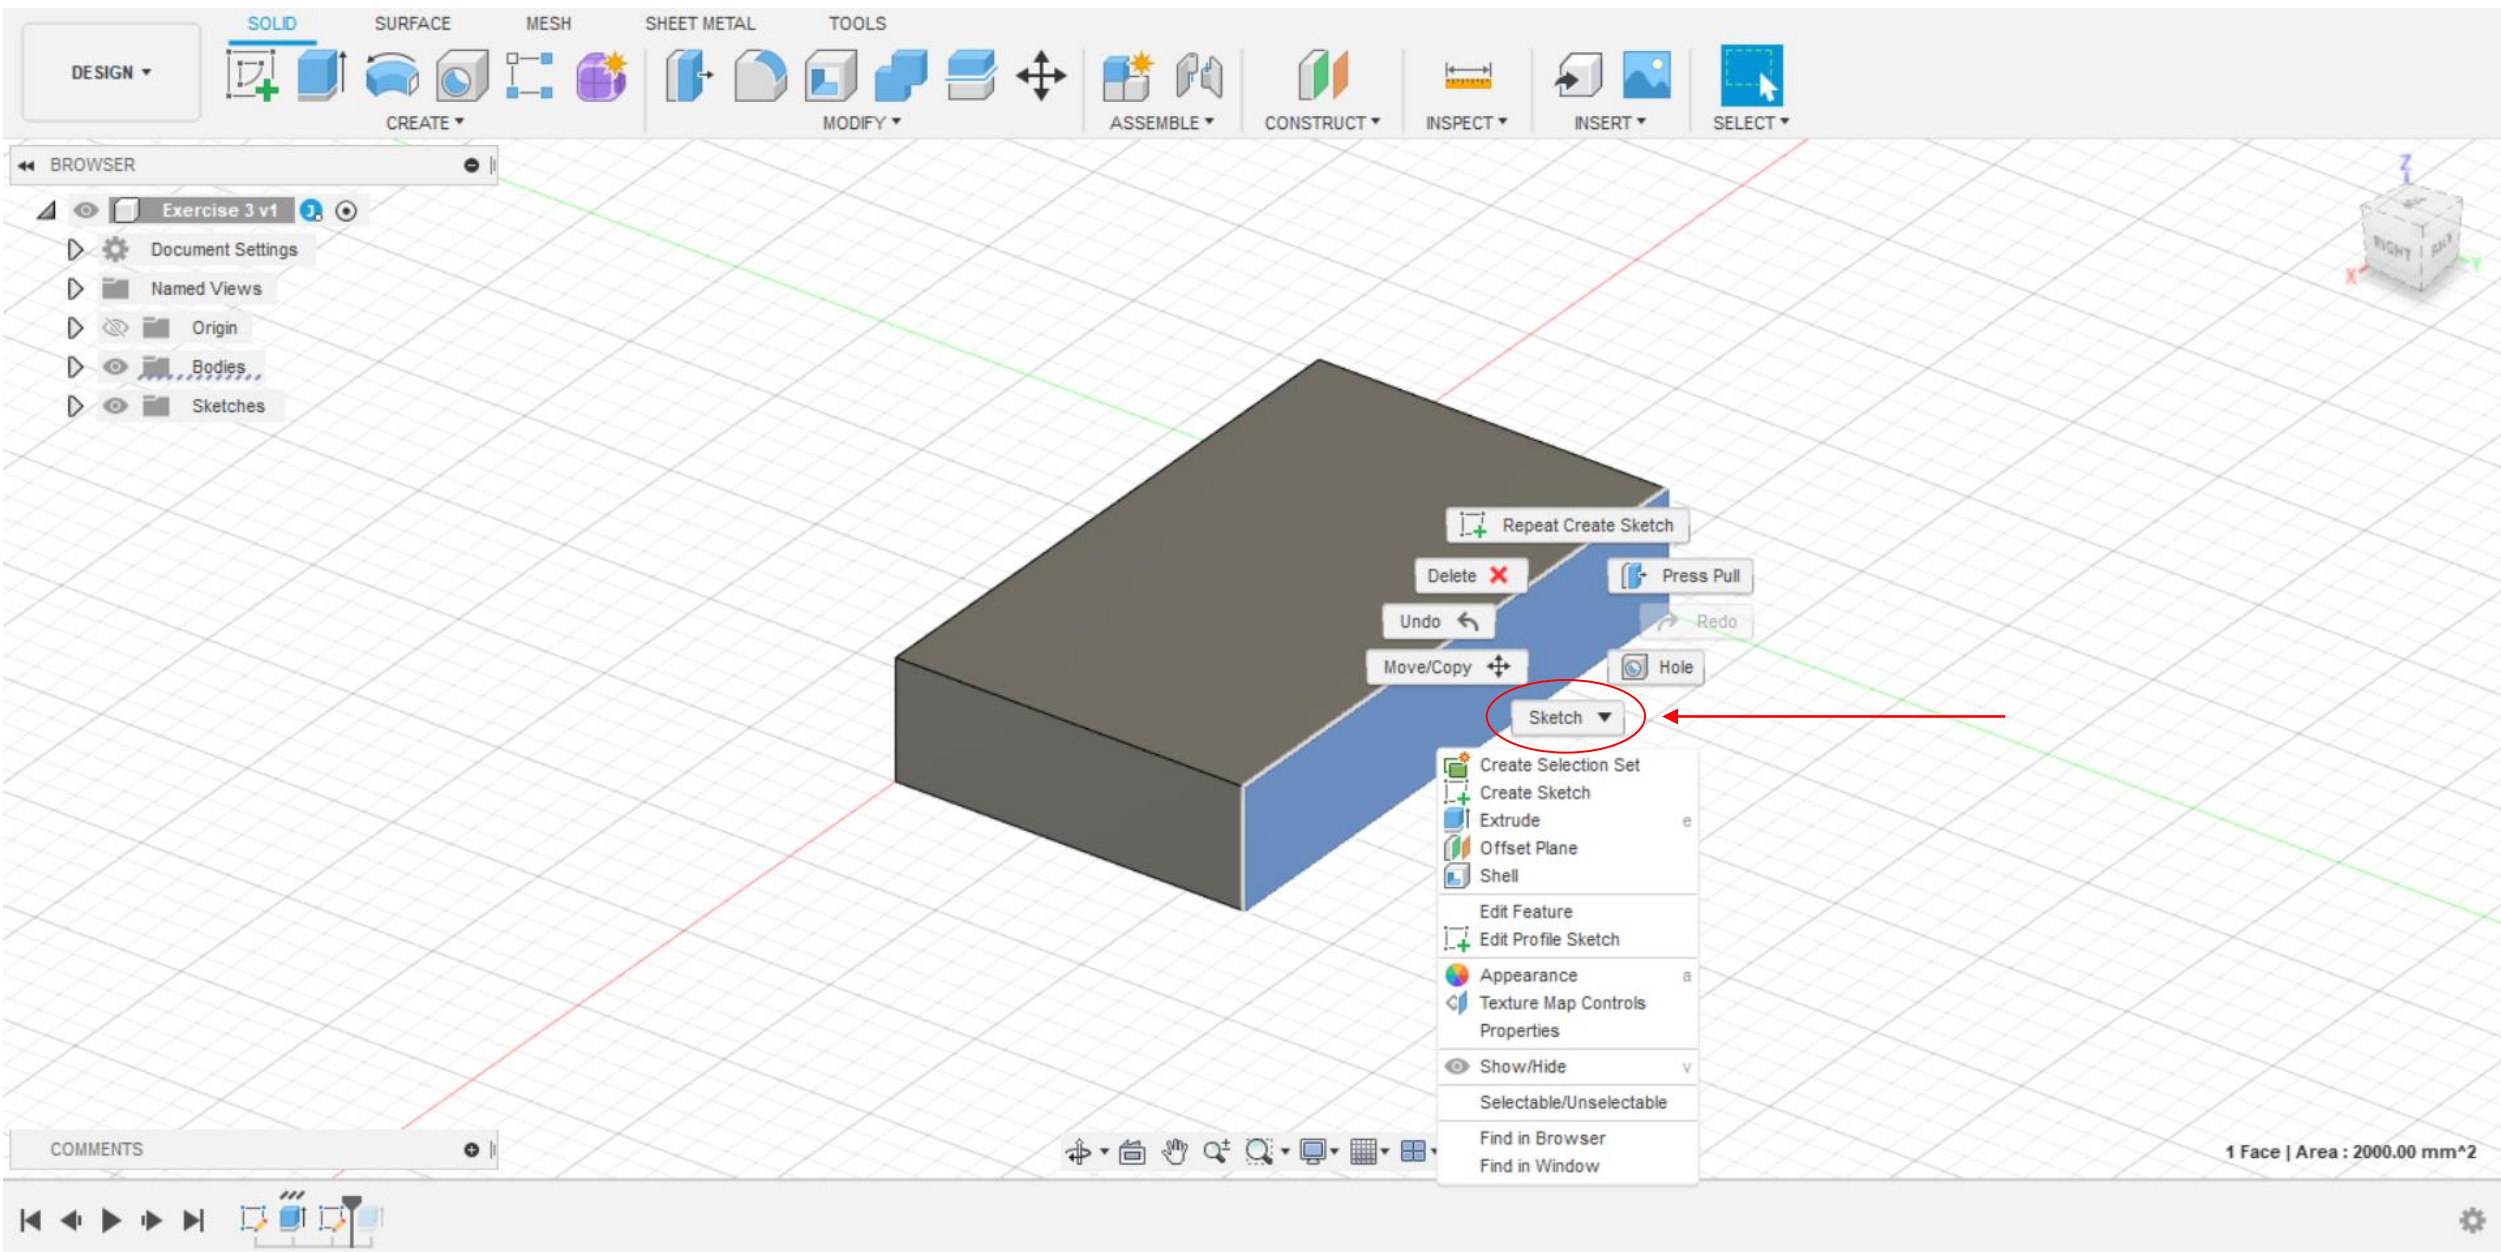 SOLID SURFACE MESH SHEET METAL TOOLS
DESIGN
CREATE MODIFY ASSEMBLE CONSTRUCT INSPECT INSERT SELECT
BROWSER
Exercise 3 v1
Document Settings
Named Views
Origin
Bodies
Sketches
Z
RIGHT
X
Y
Repeat Create Sketch
Delete Press Pull
Undo Redo
Move/Copy Hole
Sketch
Create Selection Set
Create Sketch
Extrude e
Offset Plane
Shell
Edit Feature
Edit Profile Sketch
Appearance a
Texture Map Controls
Properties
Show/Hide v
Selectable/Unselectable
Find in Browser
Find in Window
COMMENTS
1 Face | Area : 2000.00 mm^2